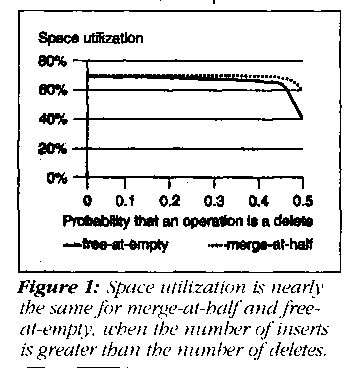 Space utilization
80%
60%
40%
20%
0%
0 0.1 0.2 0.3 0.4 0.5
Probability that an operation is a delete
free-at-empty merge-at-half
Figure 1: Space utilization is nearly
the same for merge-at-half and free-
at-empty, when the number of inserts
is greater than the number of deletes.